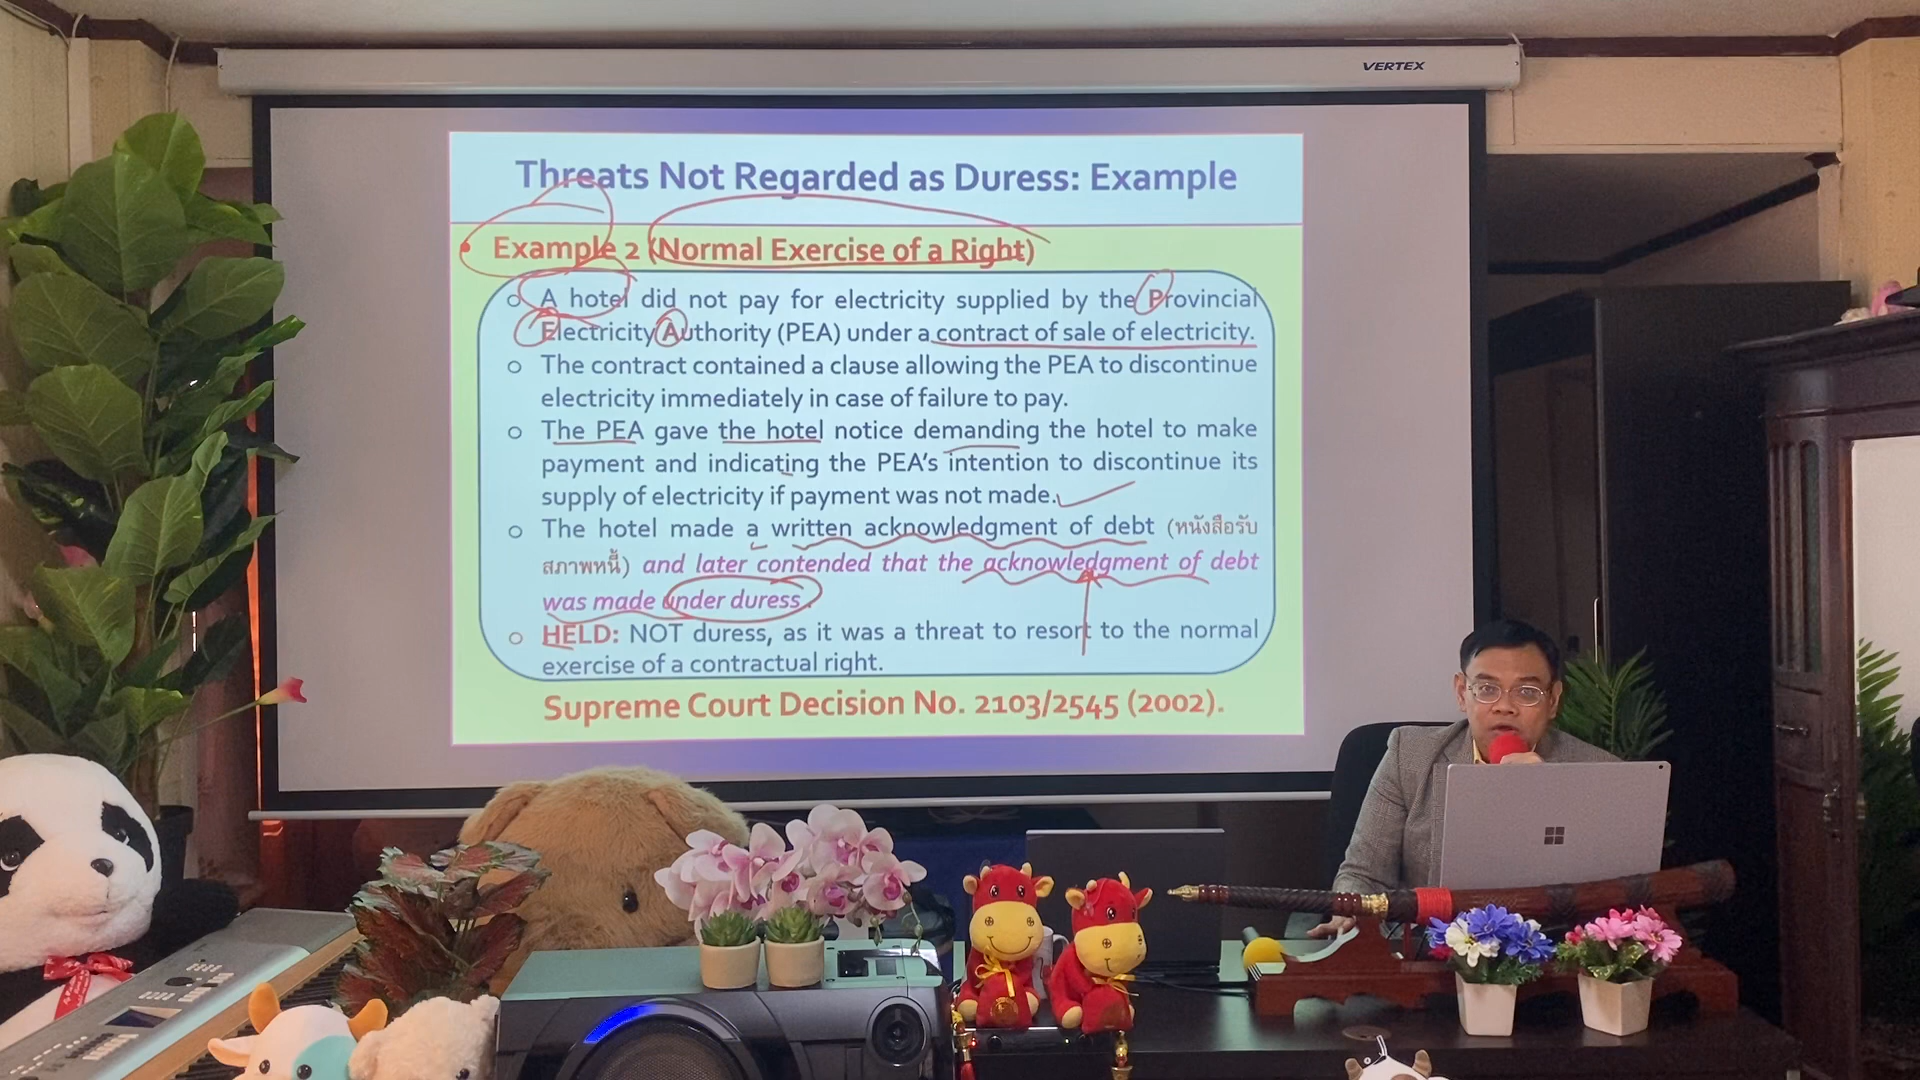 VERTEX
Threats Not Regarded as Duress: Example
• Example 2 (Normal Exercise of a Right)
o A hotel did not pay for electricity supplied by the Provincial
Electricity Authority (PEA) under a contract of sale of electricity.
o The contract contained a clause allowing the PEA to discontinue
electricity immediately in case of failure to pay.
o The PEA gave the hotel notice demanding the hotel to make
payment and indicating the PEA's intention to discontinue its
supply of electricity if payment was not made.
o The hotel made a written acknowledgment of debt (หนังสือรับ
สภาพหนี้) and later contended that the acknowledgment of debt
was made under duress.
o HELD: NOT duress, as it was a threat to resort to the normal
exercise of a contractual right.
Supreme Court Decision No. 2103/2545 (2002).